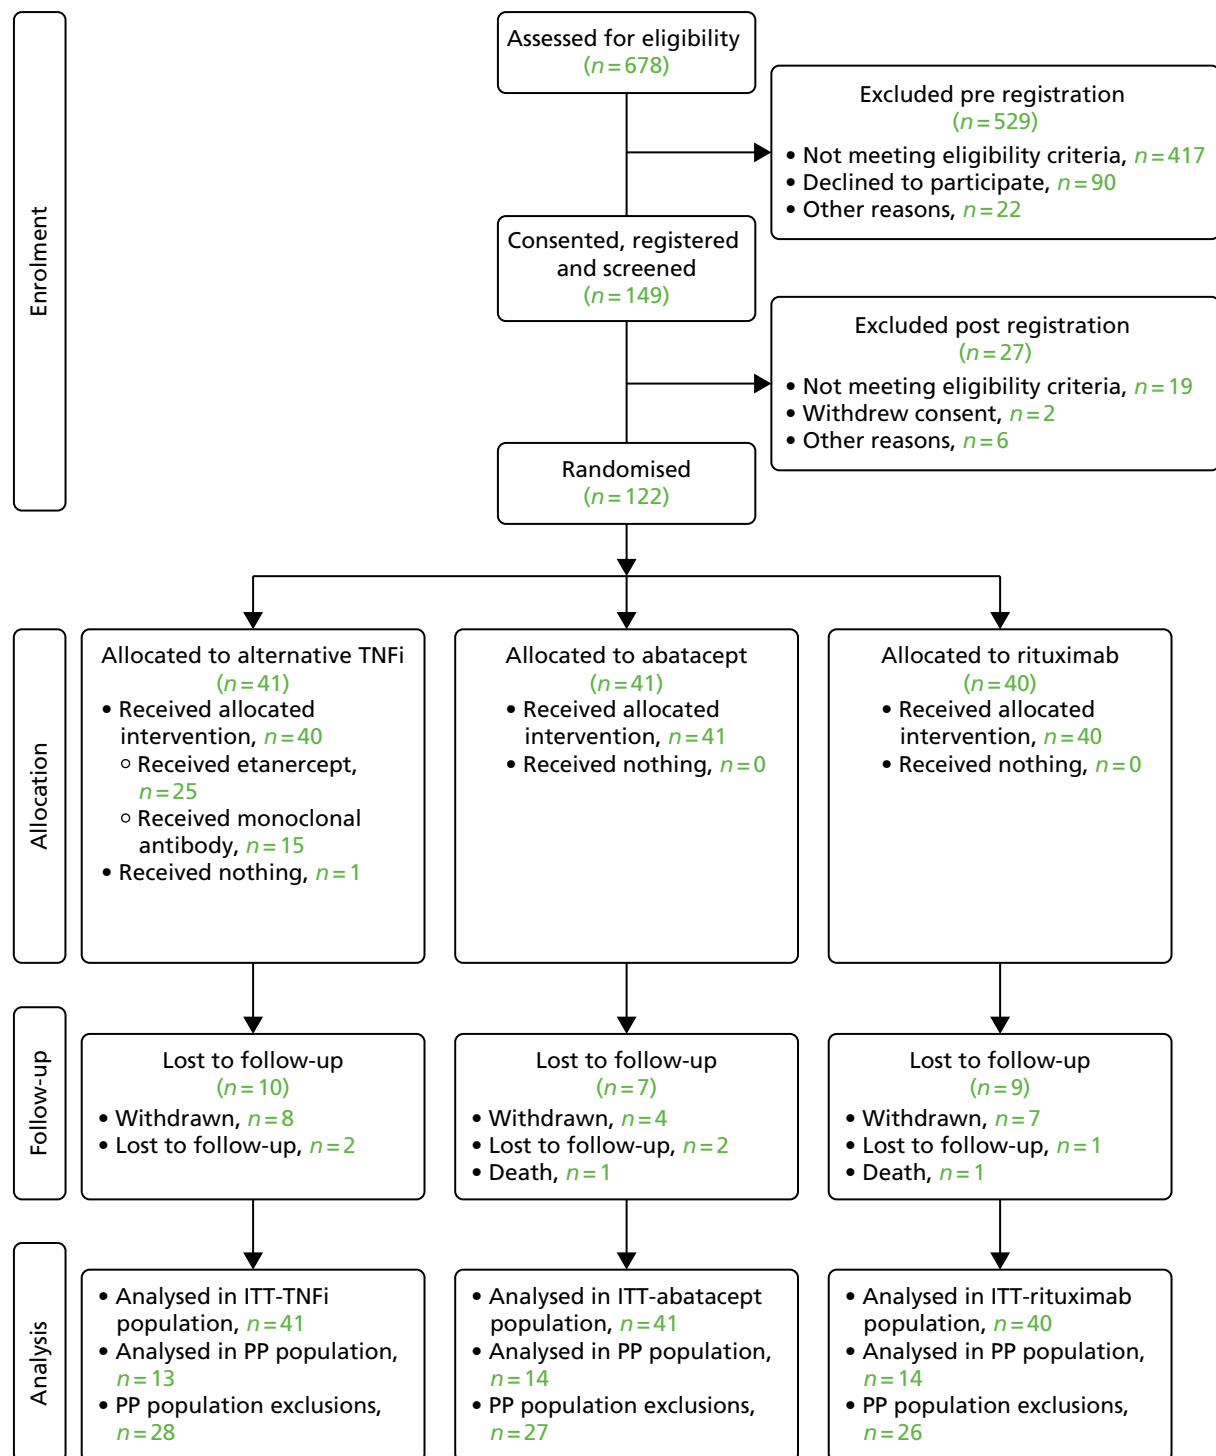 Enrolment
Assessed for eligibility
(n=678)
Excluded pre registration
(n=529)
• Not meeting eligibility criteria, n=417
• Declined to participate, n=90
• Other reasons, n=22
Consented, registered
and screened
(n=149)
Excluded post registration
(n=27)
• Not meeting eligibility criteria, n=19
• Withdrew consent, n=2
• Other reasons, n=6
Randomised
(n=122)
Allocation
Allocated to alternative TNFi
(n=41)
• Received allocated
intervention, n=40
○ Received etanercept,
n=25
○ Received monoclonal
antibody, n=15
• Received nothing, n=1
Allocated to abatacept
(n=41)
• Received allocated
intervention, n=41
• Received nothing, n=0
Allocated to rituximab
(n=40)
• Received allocated
intervention, n=40
• Received nothing, n=0
Follow-up
Lost to follow-up
(n=10)
• Withdrawn, n=8
• Lost to follow-up, n=2
Lost to follow-up
(n=7)
• Withdrawn, n=4
• Lost to follow-up, n=2
• Death, n=1
Lost to follow-up
(n=9)
• Withdrawn, n=7
• Lost to follow-up, n=1
• Death, n=1
Analysis
• Analysed in ITT-TNFi
population, n=41
• Analysed in PP population,
n=13
• PP population exclusions,
n=28
• Analysed in ITT-abatacept
population, n=41
• Analysed in PP population,
n=14
• PP population exclusions,
n=27
• Analysed in ITT-rituximab
population, n=40
• Analysed in PP population,
n=14
• PP population exclusions,
n=26